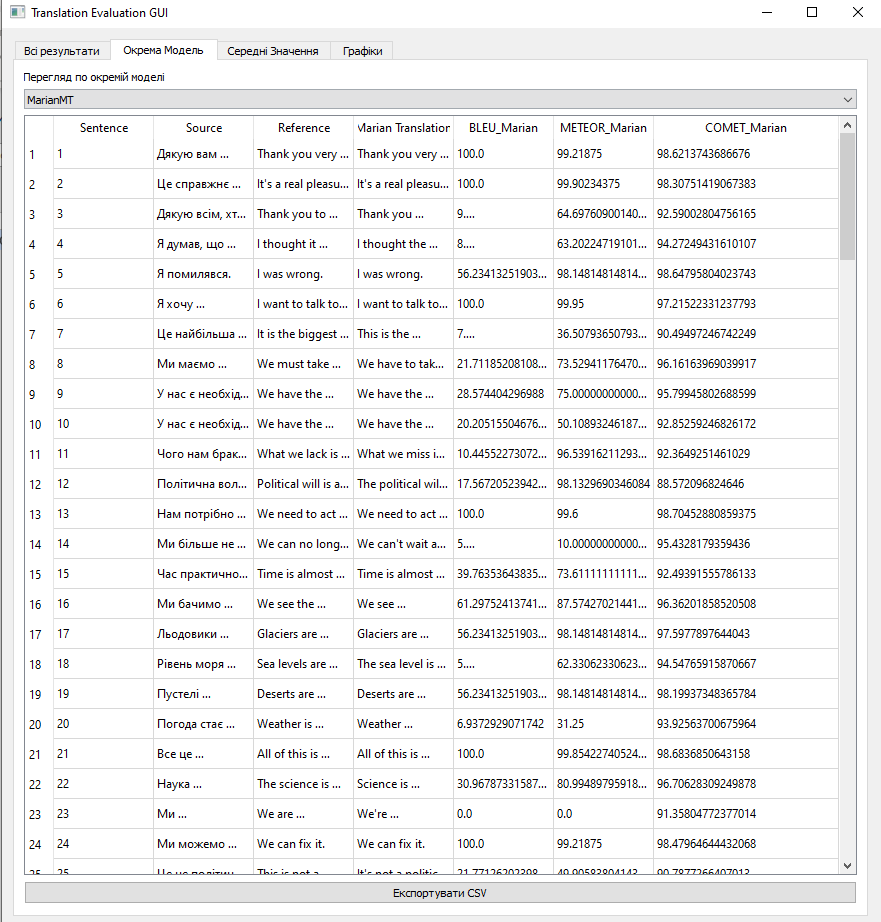 Translation Evaluation GUI
Всі результати Окрема Модель Середні Значення Графіки
Перегляд по окремій моделі
MarianMT
Sentence Source Reference Marian Translation BLEU_Marian METEOR_Marian COMET_Marian
1 1 Дякую вам ... Thank you very ... Thank you very ... 100.0 99.21875 98.6213743686676
2 2 Це справжнє ... It's a real pleasu... It's a real pleasu... 100.0 99.90234375 98.30751419067383
3 3 Дякую всім, хт... Thank you to ... Thank you ... 9.... 64.69760900140... 92.59002804756165
4 4 Я думав, що ... I thought it ... I thought the ... 8.... 63.20224719101... 94.27249431610107
5 5 Я помилявся. I was wrong. I was wrong. 56.23413251903... 98.14814814814... 98.64795804023743
6 6 Я хочу ... I want to talk to... I want to talk to... 100.0 99.95 97.21522331237793
7 7 Це найбільша ... It is the biggest ... This is the ... 7.... 36.50793650793... 90.49497246742249
8 8 Ми маємо ... We must take ... We have to tak... 21.71185208108... 73.52941176470... 96.16163969039917
9 9 У нас є необхід... We have the ... We have the ... 28.574404296988 75.00000000000... 95.79945802688599
10 10 У нас є необхід... We have the ... We have the ... 20.20515504676... 50.10893246187... 92.85259246826172
11 11 Чого нам брак... What we lack is ... What we miss i... 10.44552273072... 96.53916211293... 92.3649251461029
12 12 Політична вол... Political will is a... The political wil... 17.56720523942... 98.1329690346084 88.572096824646
13 13 Нам потрібно ... We need to act ... We need to act ... 100.0 99.6 98.70452880859375
14 14 Ми більше не ... We can no long... We can't wait a... 5.... 10.00000000000... 95.4328179359436
15 15 Час практично... Time is almost ... Time is almost ... 39.76353643835... 73.61111111111... 92.49391555786133
16 16 Ми бачимо ... We see the ... We see ... 61.29752413741... 87.57427021441... 96.36201858520508
17 17 Льодовики ... Glaciers are ... Glaciers are ... 56.23413251903... 98.14814814814... 97.5977897644043
18 18 Рівень моря ... Sea levels are ... The sea level is ... 5.... 62.33062330623... 94.54765915870667
19 19 Пустелі ... Deserts are ... Deserts are ... 56.23413251903... 98.14814814814... 98.19937348365784
20 20 Погода стає ... Weather is ... Weather ... 6.9372929071742 31.25 93.92563700675964
21 21 Все це ... All of this is ... All of this is ... 100.0 99.85422740524... 98.6836850643158
22 22 Наука ... The science is ... Science is ... 30.96787331587... 80.99489795918... 96.70628309249878
23 23 Ми ... We are ... We're ... 0.0 0.0 91.35804772377014
24 24 Ми можемо ... We can fix it. We can fix it. 100.0 99.21875 98.47964644432068
25 25 This is not a
Експортувати CSV